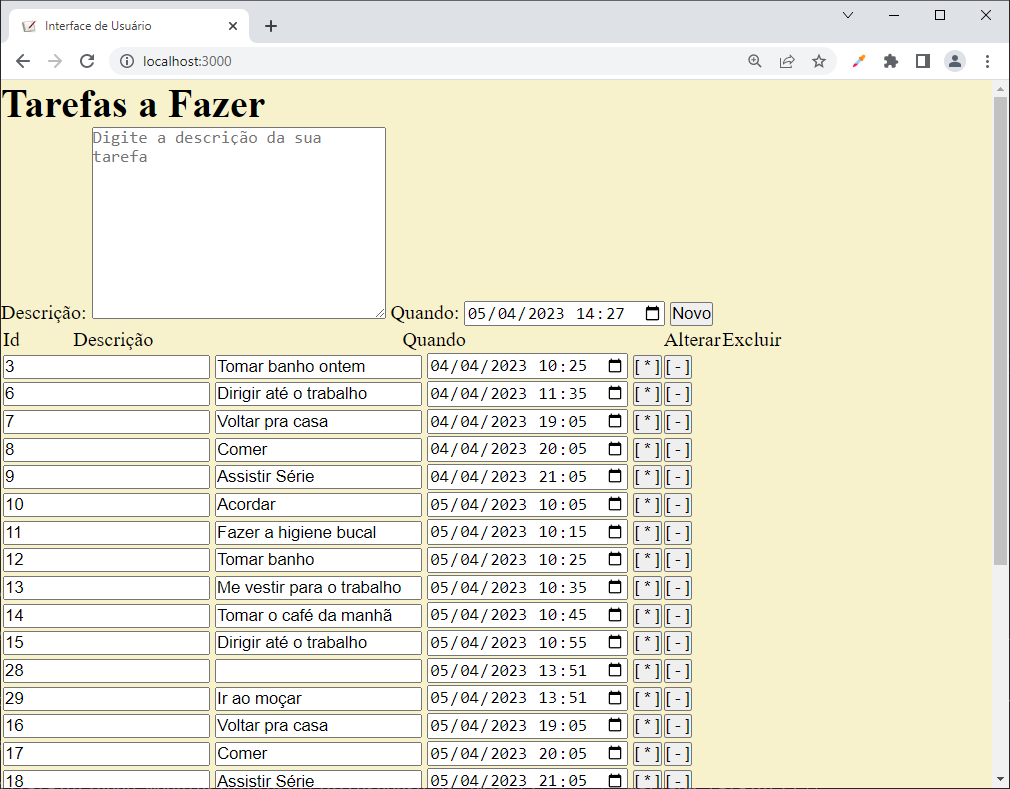 Interface de Usuário
localhost:3000
Tarefas a Fazer
Digite a descrição da sua
tarefa
Descrição: Quando: 05/04/2023 14:27 Novo
Id Descrição Quando Alterar Excluir
3 Tomar banho ontem 04/04/2023 10:25 [*] [-]
6 Dirigir até o trabalho 04/04/2023 11:35 [*] [-]
7 Voltar pra casa 04/04/2023 19:05 [*] [-]
8 Comer 04/04/2023 20:05 [*] [-]
9 Assistir Série 04/04/2023 21:05 [*] [-]
10 Acordar 05/04/2023 10:05 [*] [-]
11 Fazer a higiene bucal 05/04/2023 10:15 [*] [-]
12 Tomar banho 05/04/2023 10:25 [*] [-]
13 Me vestir para o trabalho 05/04/2023 10:35 [*] [-]
14 Tomar o café da manhã 05/04/2023 10:45 [*] [-]
15 Dirigir até o trabalho 05/04/2023 10:55 [*] [-]
28 05/04/2023 13:51 [*] [-]
29 Ir ao moçar 05/04/2023 13:51 [*] [-]
16 Voltar pra casa 05/04/2023 19:05 [*] [-]
17 Comer 05/04/2023 20:05 [*] [-]
18 Assistir Série 05/04/2023 21:05 [*] [-]